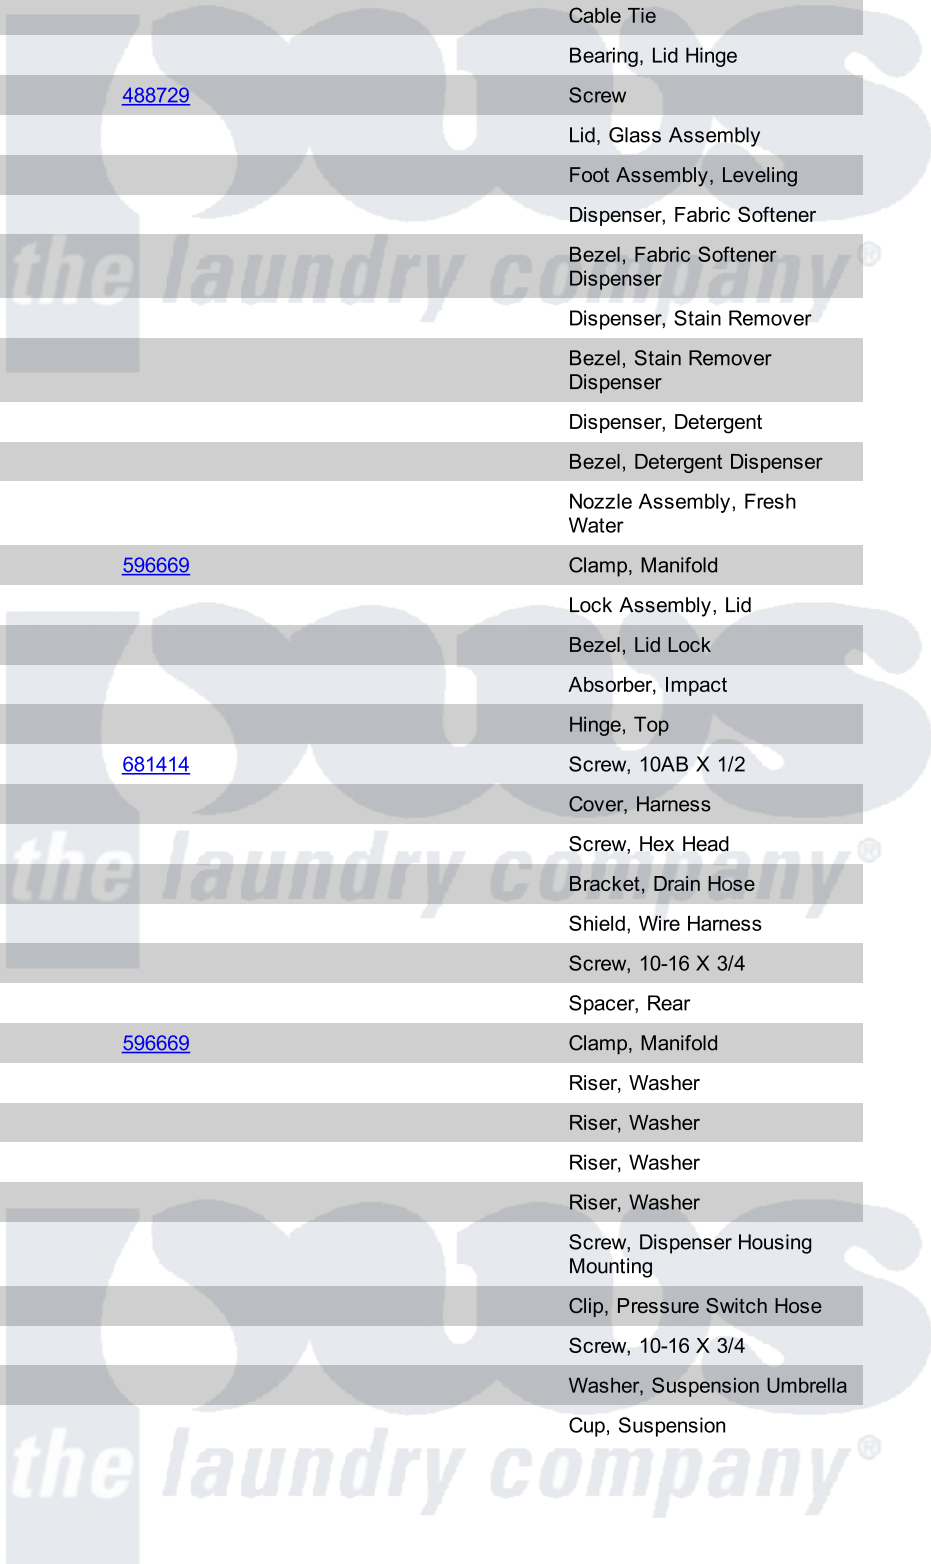 Cable Tie
Bearing, Lid Hinge
488729 Screw
Lid, Glass Assembly
Foot Assembly, Leveling
Dispenser, Fabric Softener
Bezel, Fabric Softener
Dispenser
the laundry company®
Dispenser, Stain Remover
Bezel, Stain Remover
Dispenser
Dispenser, Detergent
Bezel, Detergent Dispenser
Nozzle Assembly, Fresh
Water
596669 Clamp, Manifold
Lock Assembly, Lid
Bezel, Lid Lock
Absorber, Impact
Hinge, Top
681414 Screw, 10AB X 1/2
Cover, Harness
Screw, Hex Head
the laundry company®
Bracket, Drain Hose
Shield, Wire Harness
Screw, 10-16 X 3/4
Spacer, Rear
596669 Clamp, Manifold
Riser, Washer
Riser, Washer
Riser, Washer
Riser, Washer
Screw, Dispenser Housing
Mounting
Clip, Pressure Switch Hose
Screw, 10-16 X 3/4
Washer, Suspension Umbrella
Cup, Suspension
the laundry company®